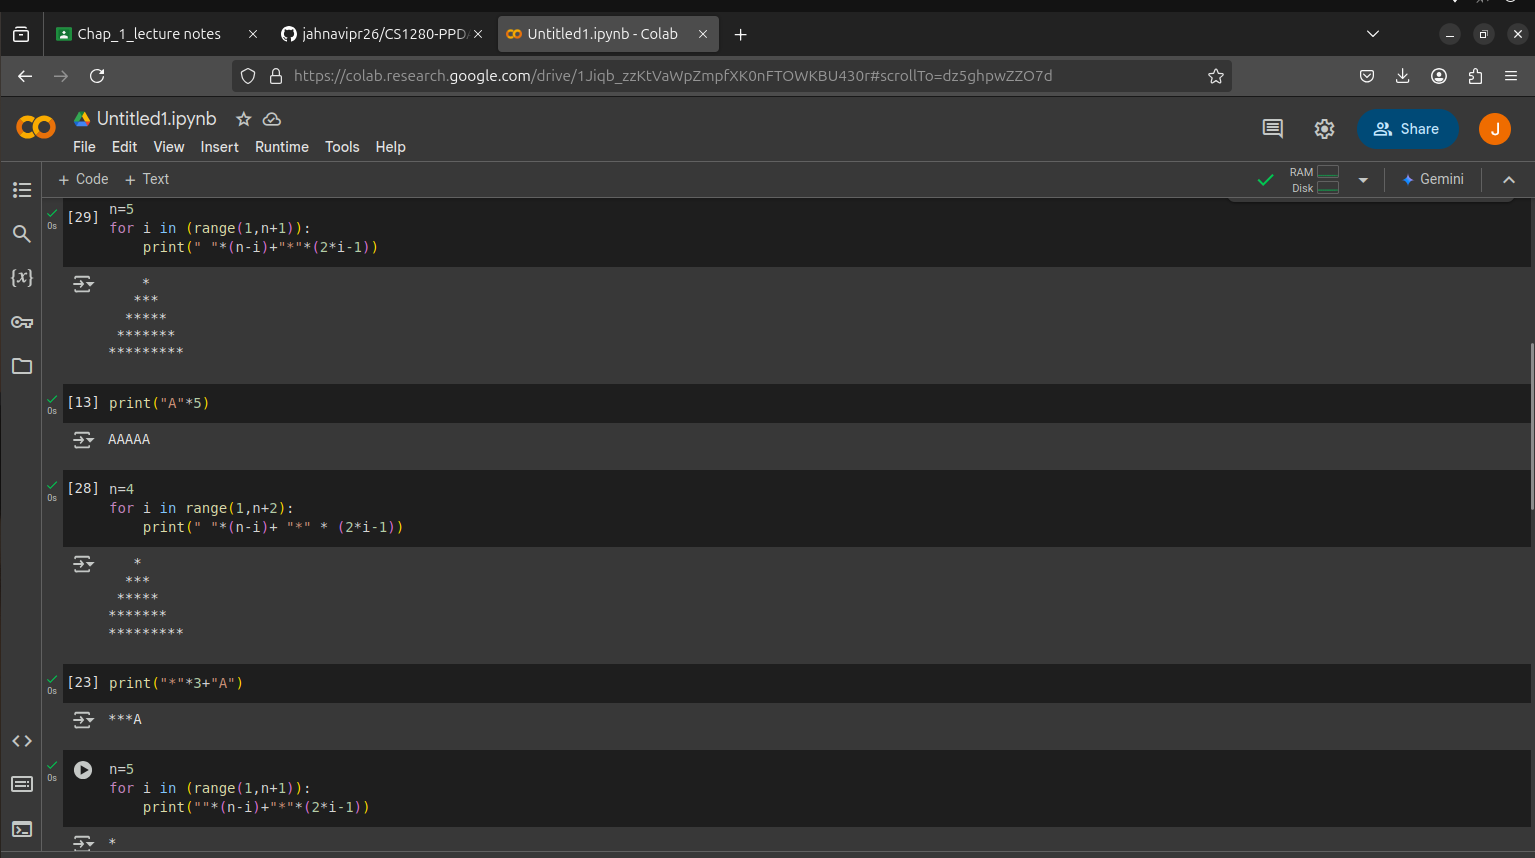 Chap_1_lecture notes
jahnavipr26/CS1280-PPDA
Untitled1.ipynb - Colab
https://colab.research.google.com/drive/1Jiqb_zzKtVaWpZmpfXK0nFTOWKBU430r#scrollTo=dz5ghpwZZO7d
Untitled1.ipynb
File Edit View Insert Runtime Tools Help
Share
J
+ Code + Text
RAM
Disk
Gemini
[29] n=5
0s
for i in (range(1,n+1)):
    print(" "*(n-i)+"*"*(2*i-1))
    *
   ***
  *****
 *******
*********
[13] print("A"*5)
0s
AAAAA
[28] n=4
0s
for i in range(1,n+2):
    print(" "*(n-i)+ "*" * (2*i-1))
   *
  ***
 *****
*******
*********
[23] print("*"*3+"A")
0s
***A
n=5
0s
for i in (range(1,n+1)):
    print(""*(n-i)+"*"*(2*i-1))
*
{x}